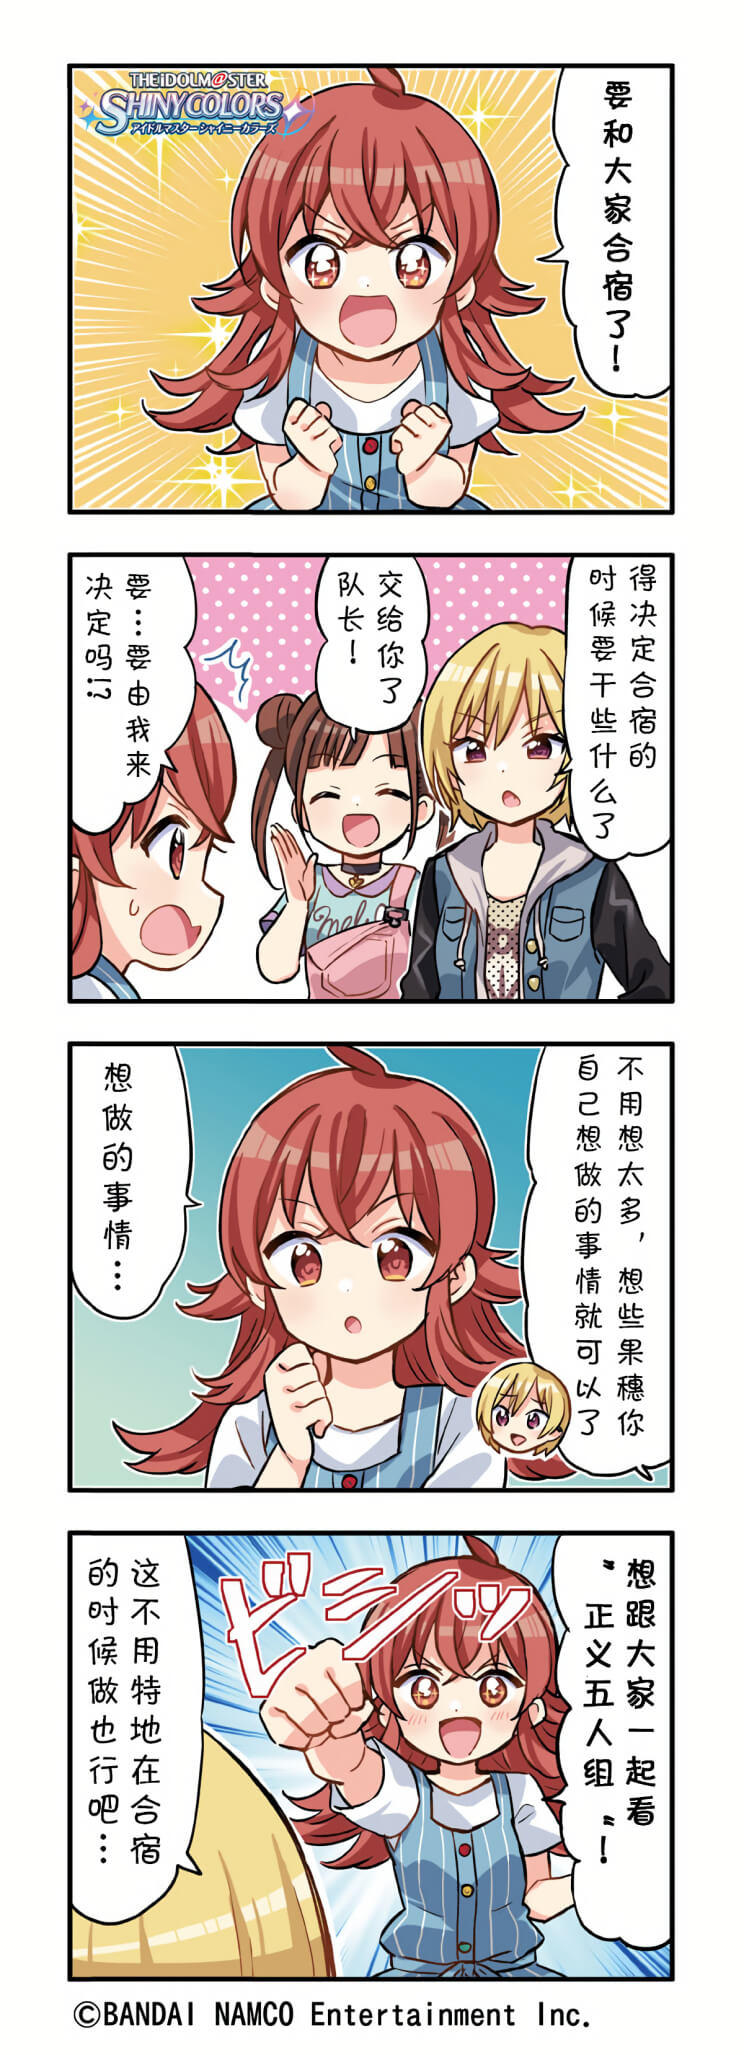 THE iDOLM@STER
SHINYCOLORS
アイドルマスター シャイニーカラーズ
要和大家合宿了！
得决定合宿的
时候要干些什么了
交给你了
队长！
要…要由我来
决定吗!?
mel
不用想太多，想些果穗你
自己想做的事情就可以了
想做的事情…
想跟大家一起看
〝正义五人组〟！
ビシッ
这不用特地在合宿
的时候做也行吧…
©BANDAI NAMCO Entertainment Inc.